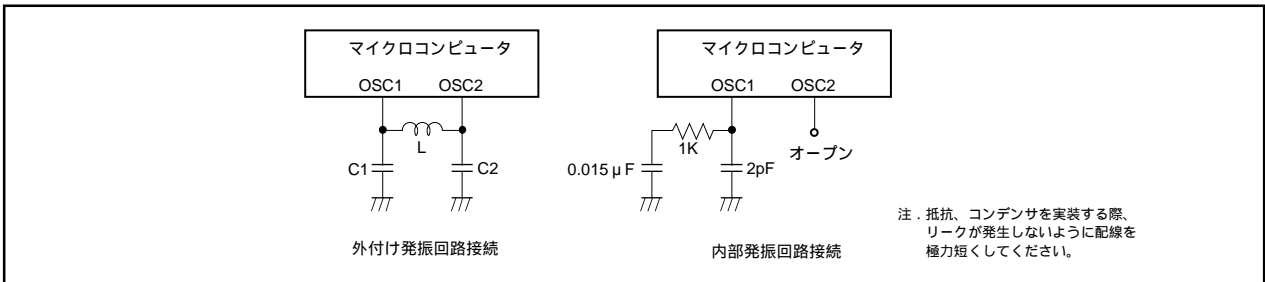 マイクロコンピュータ
OSC1 OSC2
L
C1
C2
外付け発振回路接続
マイクロコンピュータ
OSC1 OSC2
1K
オープン
0.015μF
2pF
内部発振回路接続
注．抵抗、コンデンサを実装する際、
リークが発生しないように配線を
極力短くしてください。